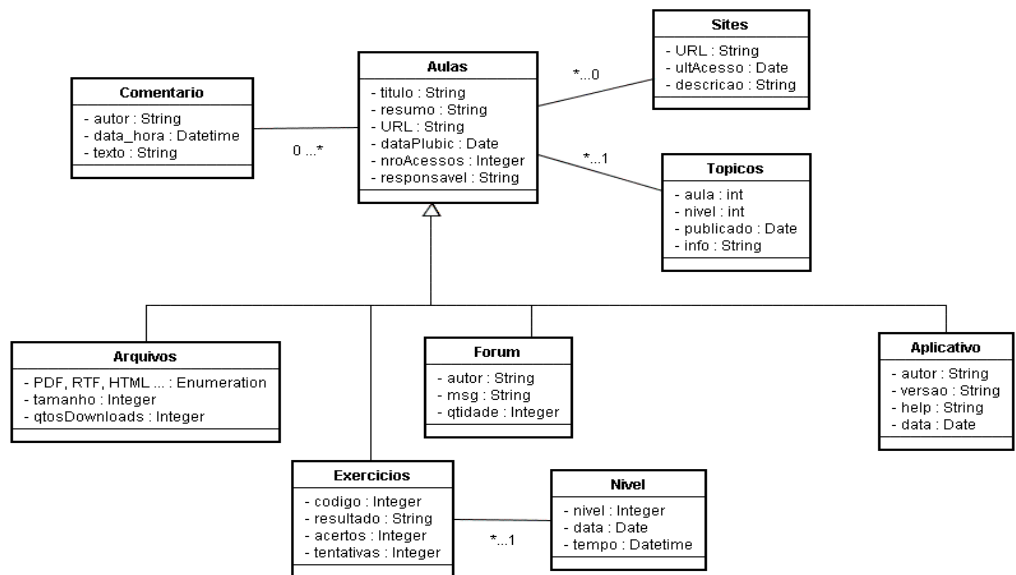 Sites
- URL : String
- ultAcesso : Date
- descricao : String
Aulas
- titulo : String
- resumo : String
- URL : String
- dataPlubic : Date
- nroAcessos : Integer
- responsavel : String
*...0
Comentario
- autor : String
- data_hora : Datetime
- texto : String
0 ...*
*...1
Topicos
- aula : int
- nivel : int
- publicado : Date
- info : String
Arquivos
- PDF, RTF, HTML ... : Enumeration
- tamanho : Integer
- qtosDownloads : Integer
Forum
- autor : String
- msg : String
- qtidade : Integer
Aplicativo
- autor : String
- versao : String
- help : String
- data : Date
Exercicios
- codigo : Integer
- resultado : String
- acertos : Integer
- tentativas : Integer
*...1
Nivel
- nivel : Integer
- data : Date
- tempo : Datetime